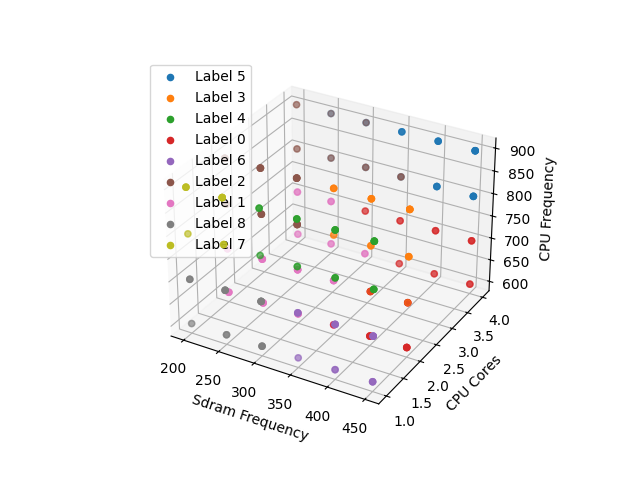 Label 5
Label 3
Label 4
Label 0
Label 6
Label 2
Label 1
Label 8
Label 7
900
850
800
750
700
650
600
CPU Frequency
4.0
3.5
3.0
2.5
2.0
1.5
1.0
CPU Cores
200
250
300
350
400
450
Sdram Frequency